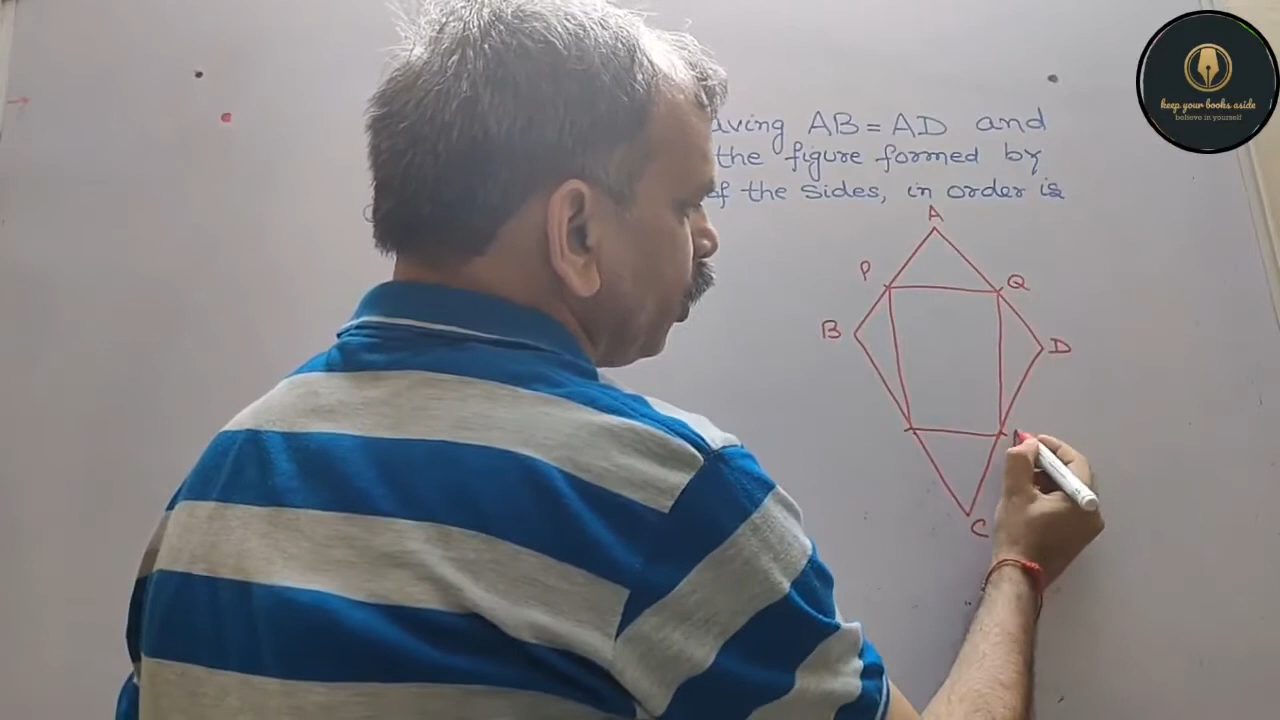 keep your books aside
believe in yourself
AB = AD and
the figure formed by
of the sides, in order is
A
P
Q
B
D
C